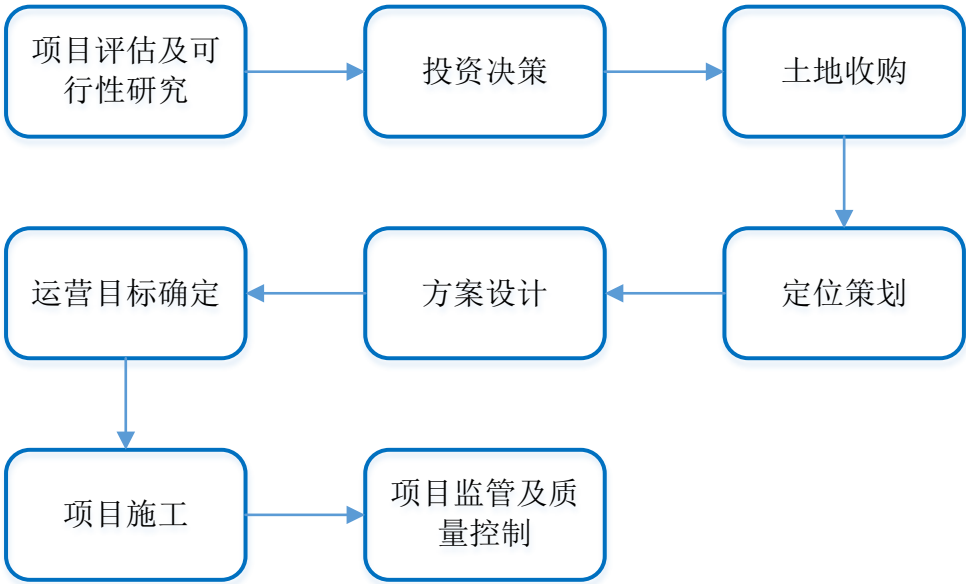 项目评估及可
行性研究
投资决策
土地收购
定位策划
方案设计
运营目标确定
项目施工
项目监管及质
量控制